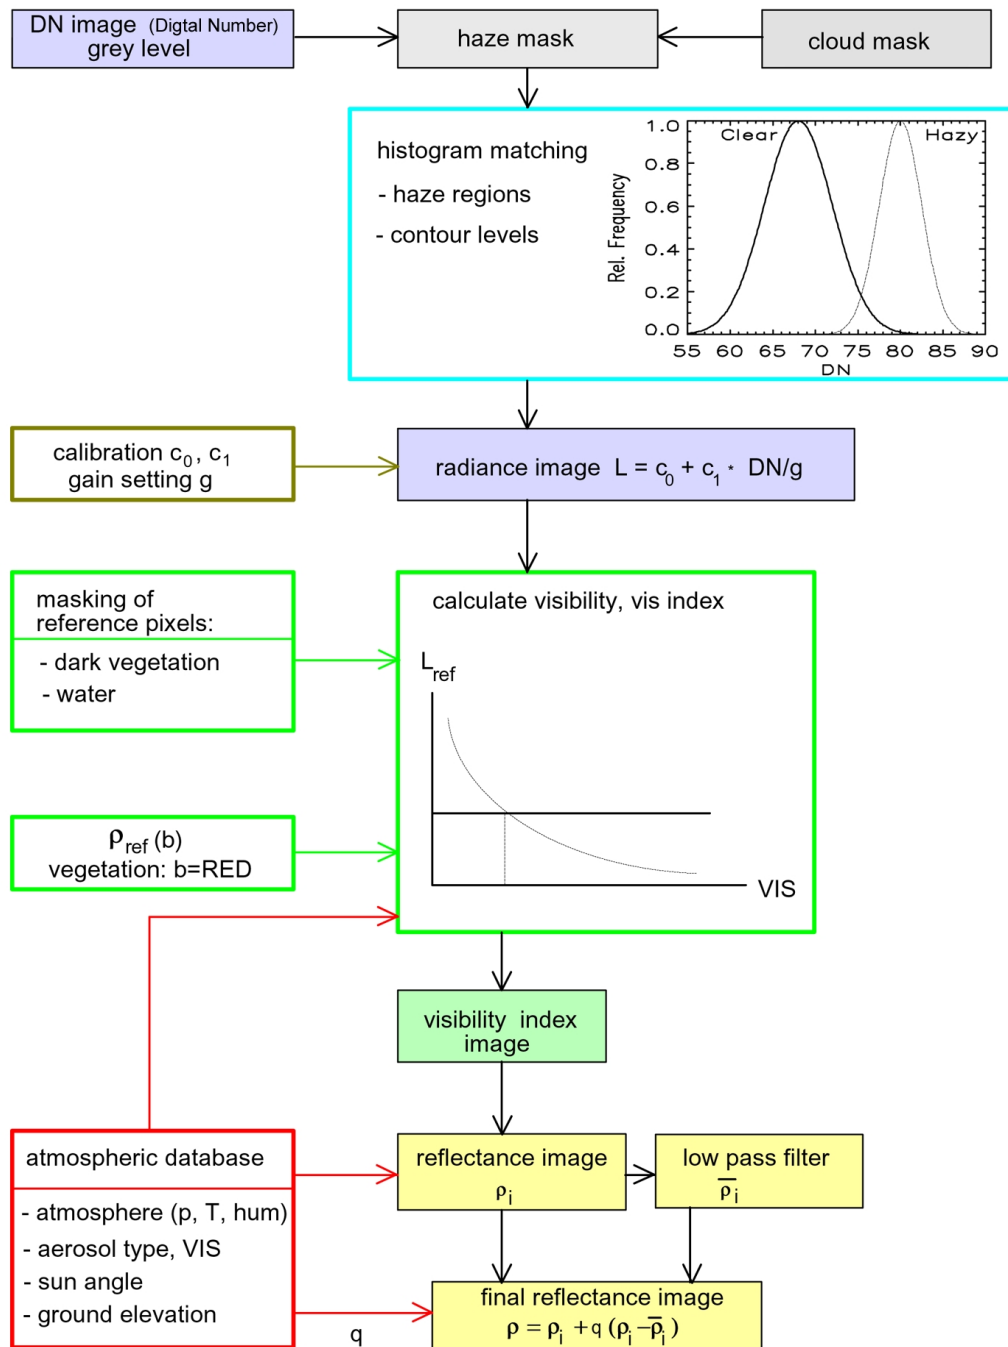 DN image (Digtal Number)
grey level
haze mask
cloud mask
histogram matching
- haze regions
- contour levels
Clear
Hazy
Rel. Frequency
1.0
0.8
0.6
0.4
0.2
0.0
55 60 65 70 75 80 85 90
DN
calibration c₀, c₁
gain setting g
radiance image L = c₀ + c₁ * DN/g
masking of
reference pixels:
- dark vegetation
- water
calculate visibility, vis index
L_ref
VIS
ρ_ref (b)
vegetation: b=RED
visibility index
image
atmospheric database
- atmosphere (p, T, hum)
- aerosol type, VIS
- sun angle
- ground elevation
reflectance image
ρᵢ
low pass filter
ρ̅ᵢ
q
final reflectance image
ρ = ρᵢ + q (ρᵢ - ρ̅ᵢ)